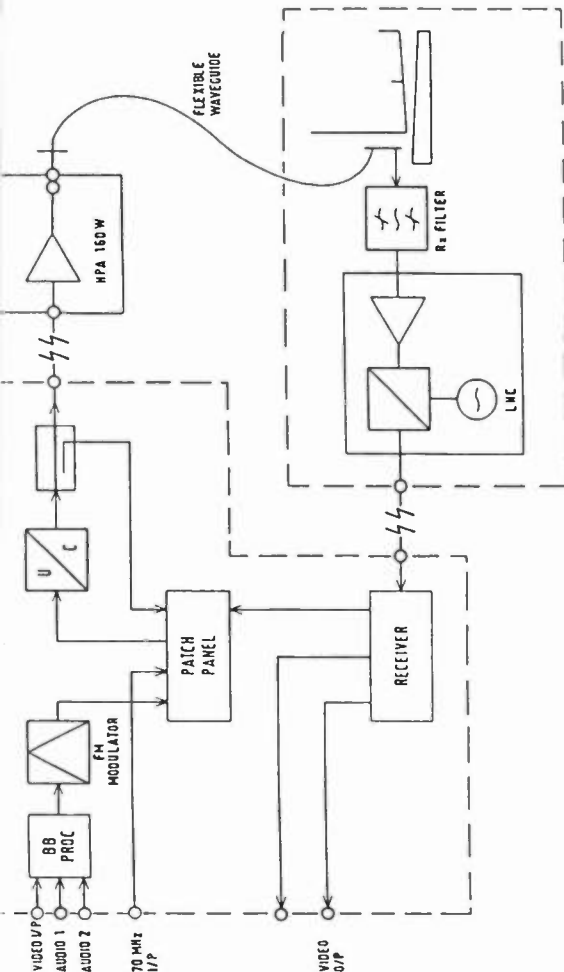 FLEXIBLE
WAVEGUIDE
HPA 160W
Rx FILTER
LNC
U
C
PATCH
PANEL
RECEIVER
FM
MODULATOR
BB
PROC
VIDEO I/P
AUDIO 1
AUDIO 2
70 MHz
I/P
VIDEO
O/P